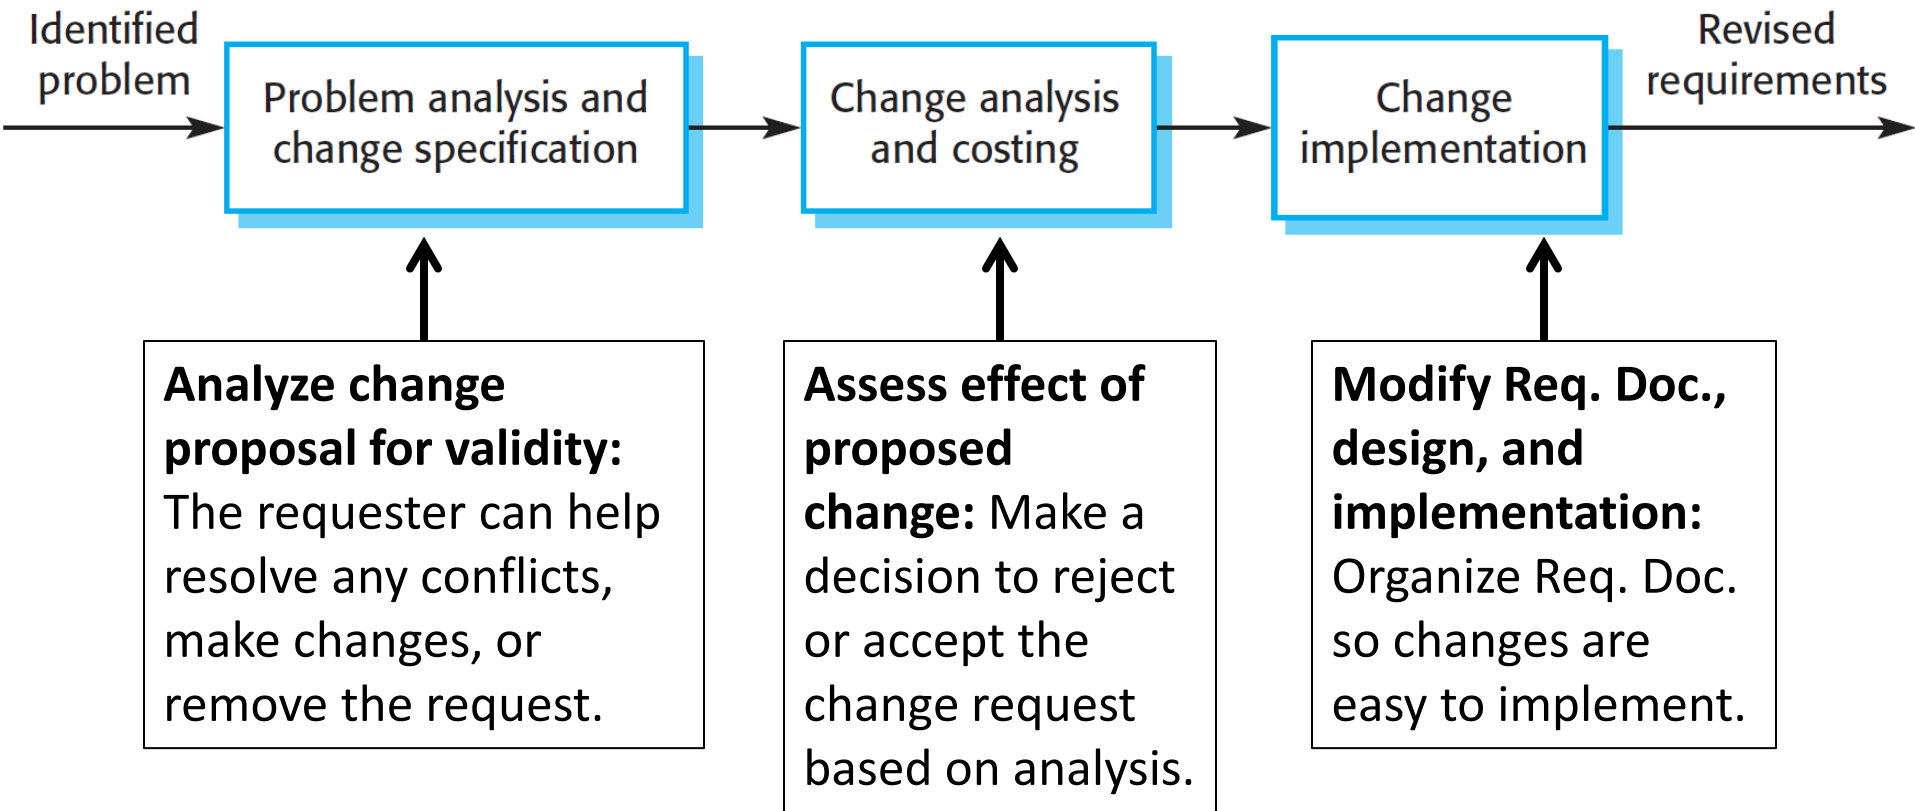 Identified
problem
Problem analysis and
change specification
Change analysis
and costing
Change
implementation
Revised
requirements
Analyze change
proposal for validity:
The requester can help
resolve any conflicts,
make changes, or
remove the request.
Assess effect of
proposed
change: Make a
decision to reject
or accept the
change request
based on analysis.
Modify Req. Doc.,
design, and
implementation:
Organize Req. Doc.
so changes are
easy to implement.